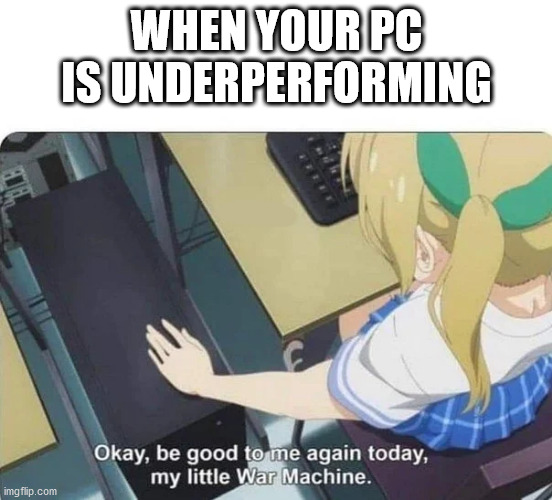 WHEN YOUR PC
IS UNDERPERFORMING
Okay, be good to me again today,
my little War Machine.
imgflip.com